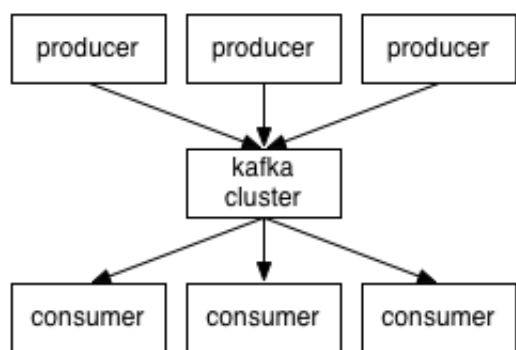 producer
producer
producer
kafka
cluster
consumer
consumer
consumer